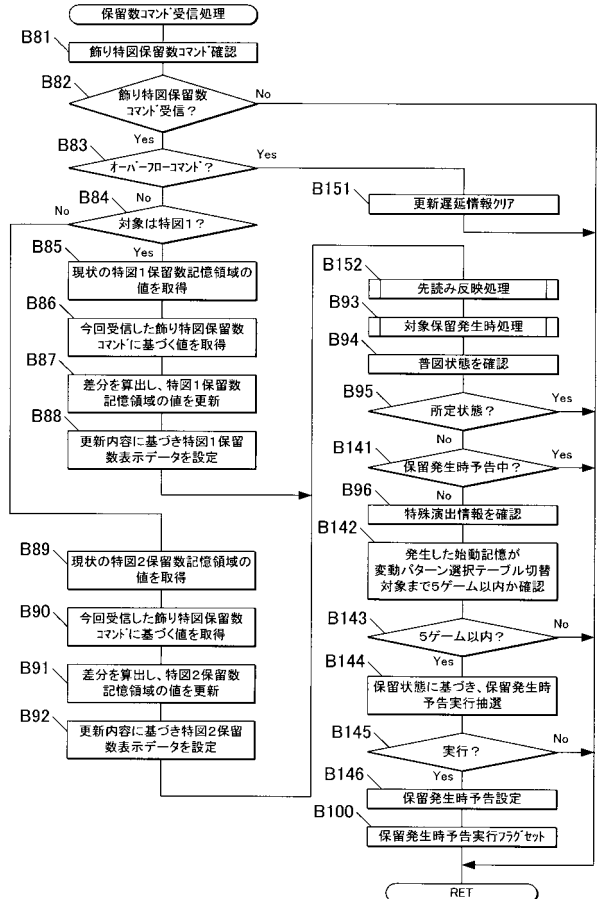 保留数コマンド受信処理
B81
飾り特図保留数コマンド確認
B82
飾り特図保留数
コマンド受信？
No
Yes
B83
オーバーフローコマンド？
Yes
No
B151
更新遅延情報クリア
B84
対象は特図1？
No
Yes
B85
現状の特図1保留数記憶領域の
値を取得
B86
今回受信した飾り特図保留数
コマンドに基づく値を取得
B87
差分を算出し、特図1保留数
記憶領域の値を更新
B88
更新内容に基づき特図1保留
数表示データを設定
B89
現状の特図2保留数記憶領域の
値を取得
B90
今回受信した飾り特図保留数
コマンドに基づく値を取得
B91
差分を算出し、特図2保留数
記憶領域の値を更新
B92
更新内容に基づき特図2保留
数表示データを設定
B152
先読み反映処理
B93
対象保留発生時処理
B94
普図状態を確認
B95
所定状態？
Yes
No
B141
保留発生時予告中？
Yes
No
B96
特殊演出情報を確認
B142
発生した始動記憶が
変動パターン選択テーブル切替
対象まで5ゲーム以内か確認
B143
5ゲーム以内？
No
Yes
B144
保留状態に基づき、保留発生時
予告実行抽選
B145
実行？
No
Yes
B146
保留発生時予告設定
B100
保留発生時予告実行フラグセット
RET